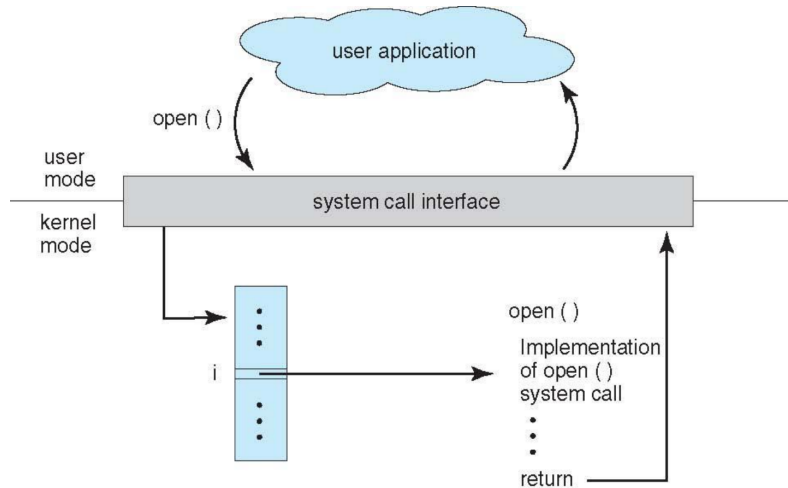 user application
open ( )
user
mode
system call interface
kernel
mode
open ( )
i
Implementation
of open ( )
system call
return